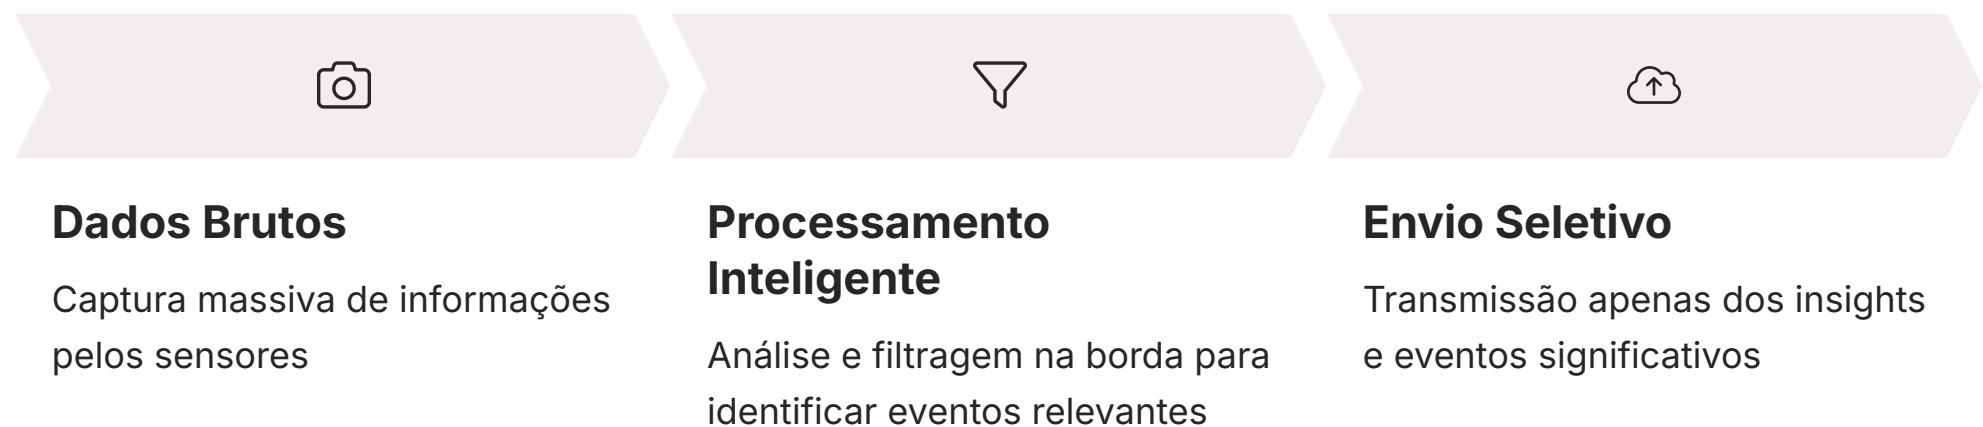 Dados Brutos
Captura massiva de informações
pelos sensores
Processamento
Inteligente
Análise e filtragem na borda para
identificar eventos relevantes
Envio Seletivo
Transmissão apenas dos insights
e eventos significativos